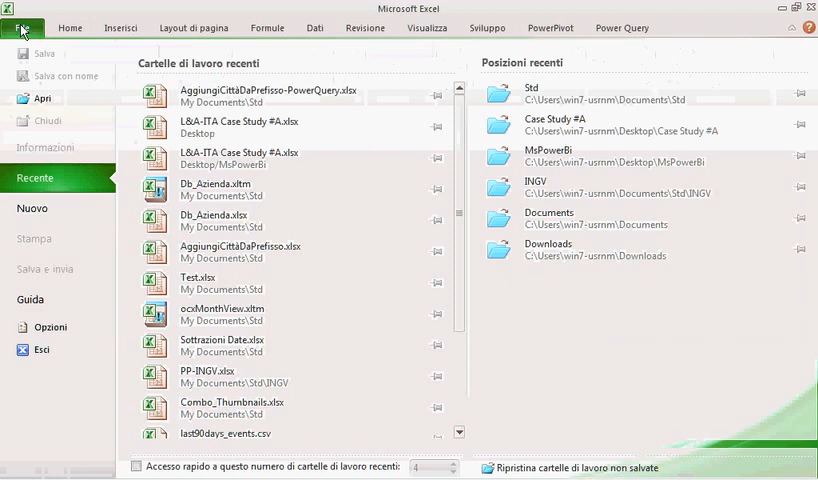 Microsoft Excel
File Home Inserisci Layout di pagina Formule Dati Revisione Visualizza Sviluppo PowerPivot Power Query
Salva
Salva con nome
Apri
Chiudi
Informazioni
Recente
Nuovo
Stampa
Salva e invia
Guida
Opzioni
Esci
Cartelle di lavoro recenti
AggiungiCittàDaPrefisso-PowerQuery.xlsx
My Documents\Std
L&A-ITA Case Study #A.xlsx
Desktop
L&A-ITA Case Study #A.xlsx
Desktop/MsPowerBi
Db_Azienda.xltm
My Documents\Std
Db_Azienda.xlsx
My Documents\Std
AggiungiCittàDaPrefisso.xlsx
My Documents\Std
Test.xlsx
My Documents\Std
ocxMonthView.xltm
My Documents\Std
Sottrazioni Date.xlsx
My Documents\Std
PP-INGV.xlsx
My Documents\Std\INGV
Combo_Thumbnails.xlsx
My Documents\Std
last90days_events.csv
Accesso rapido a questo numero di cartelle di lavoro recenti: 4
Posizioni recenti
Std
C:\Users\win7-usrnm\Documents\Std
Case Study #A
C:\Users\win7-usrnm\Desktop\Case Study #A
MsPowerBi
C:\Users\win7-usrnm\Desktop\MsPowerBi
INGV
C:\Users\win7-usrnm\Documents\Std\INGV
Documents
C:\Users\win7-usrnm\Documents
Downloads
C:\Users\win7-usrnm\Downloads
Ripristina cartelle di lavoro non salvate